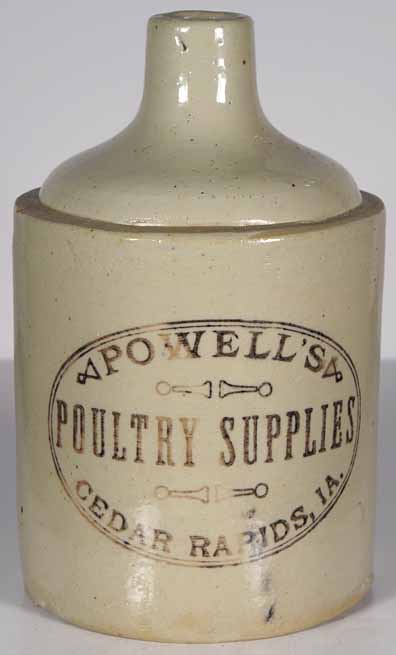 POWELL'S
POULTRY SUPPLIES
CEDAR RAPIDS, IA.